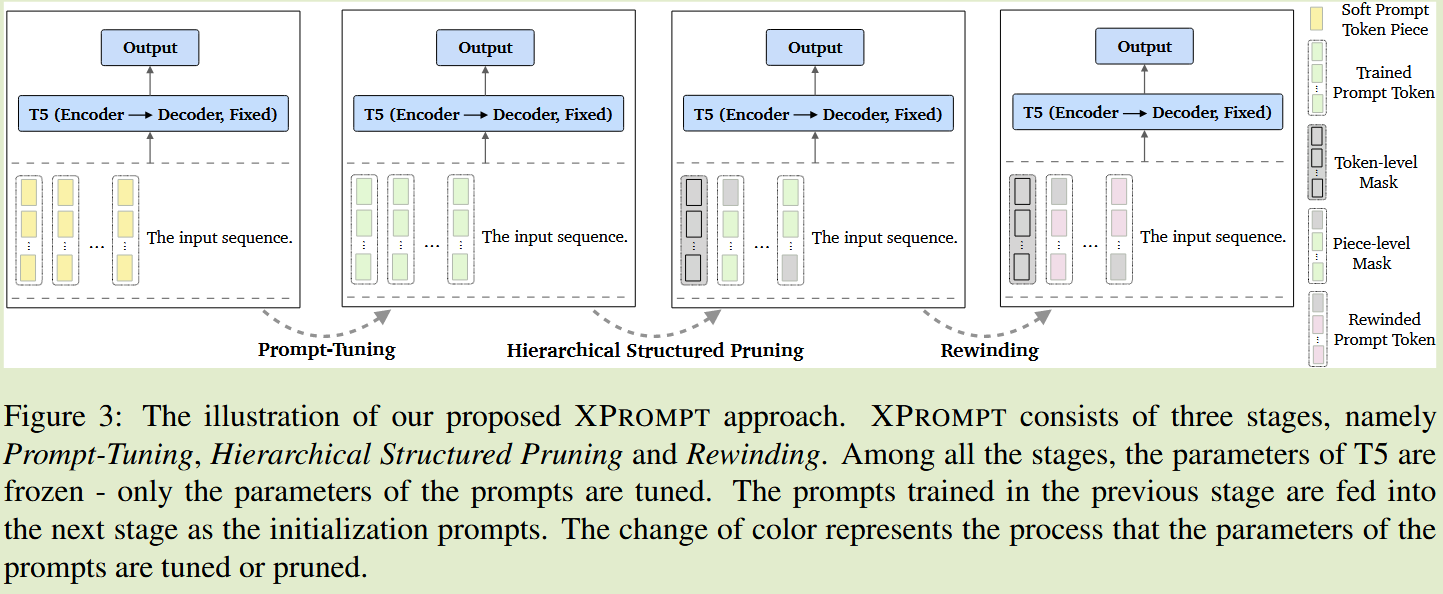 Output
T5 (Encoder → Decoder, Fixed)
The input sequence.
...
Output
T5 (Encoder → Decoder, Fixed)
The input sequence.
...
Output
T5 (Encoder → Decoder, Fixed)
The input sequence.
...
Output
T5 (Encoder → Decoder, Fixed)
The input sequence.
...
Prompt-Tuning
Hierarchical Structured Pruning
Rewinding
Soft Prompt
Token Piece
Trained
Prompt Token
Token-level
Mask
Piece-level
Mask
Rewinded
Prompt Token
Figure 3: The illustration of our proposed XPROMPT approach. XPROMPT consists of three stages, namely
Prompt-Tuning, Hierarchical Structured Pruning and Rewinding. Among all the stages, the parameters of T5 are
frozen - only the parameters of the prompts are tuned. The prompts trained in the previous stage are fed into
the next stage as the initialization prompts. The change of color represents the process that the parameters of the
prompts are tuned or pruned.